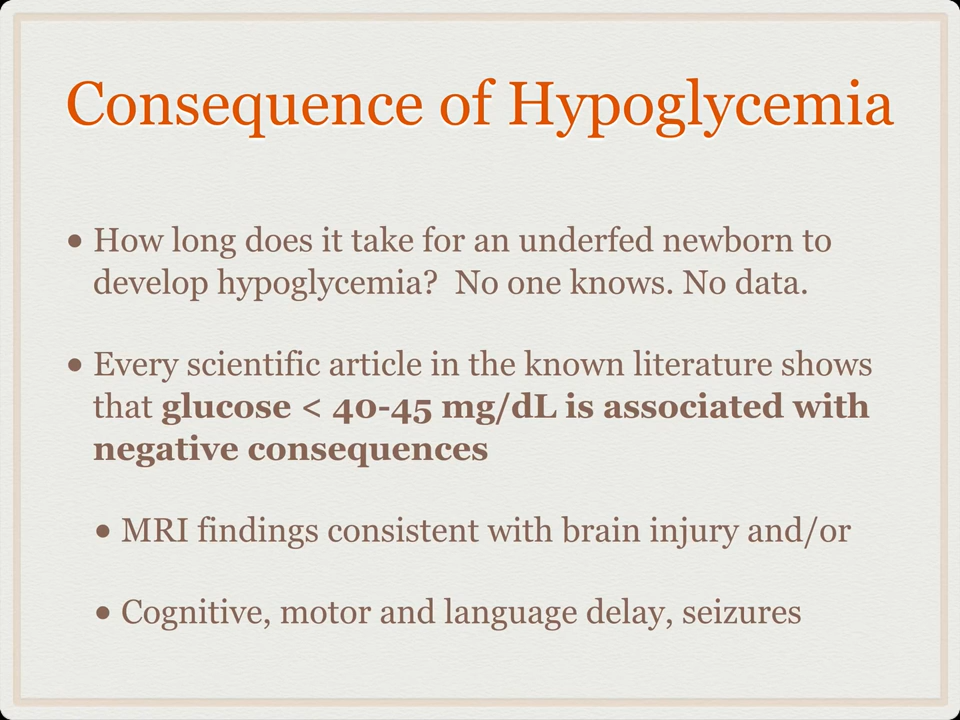 Consequence of Hypoglycemia
• How long does it take for an underfed newborn to
develop hypoglycemia?  No one knows. No data.
• Every scientific article in the known literature shows
that glucose < 40-45 mg/dL is associated with
negative consequences
• MRI findings consistent with brain injury and/or
• Cognitive, motor and language delay, seizures